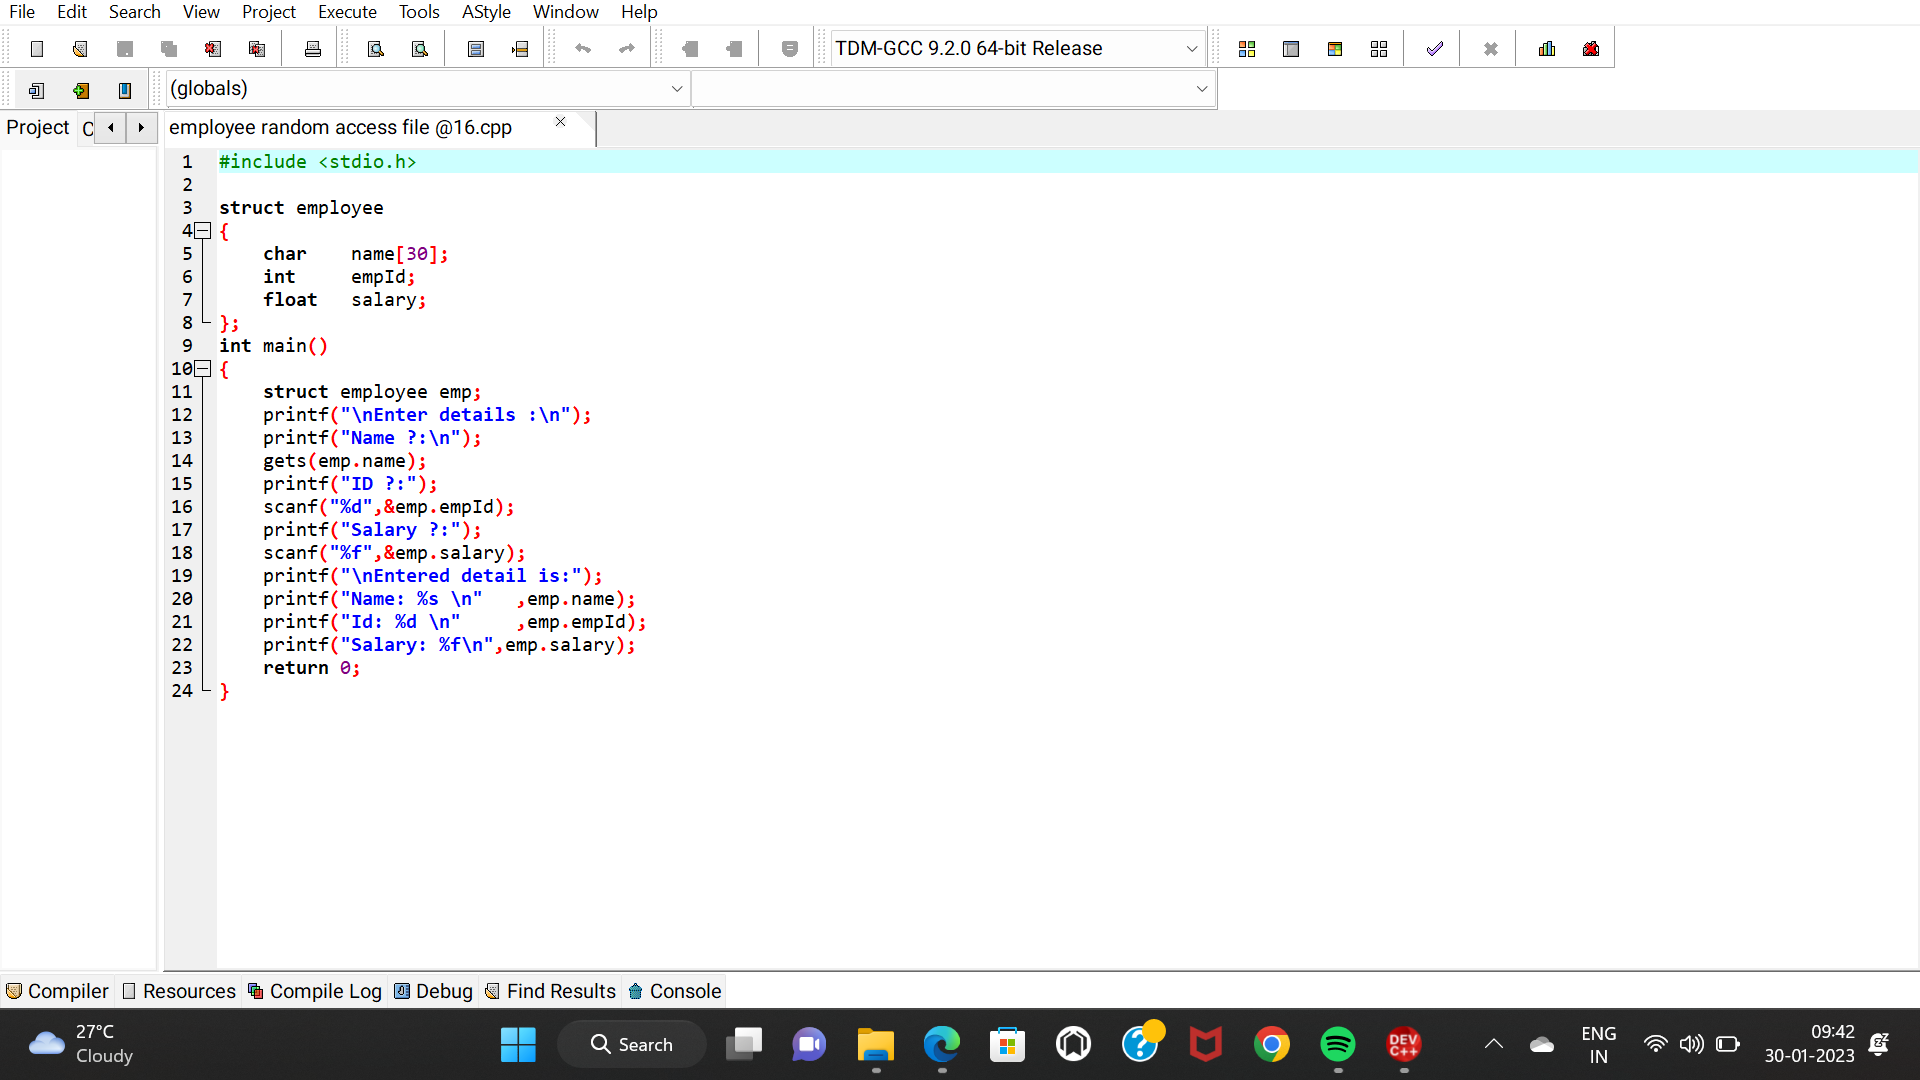 File Edit Search View Project Execute Tools AStyle Window Help
TDM-GCC 9.2.0 64-bit Release
(globals)
Project C employee random access file @16.cpp
1 #include <stdio.h>
2
3 struct employee
4 {
5     char    name[30];
6     int     empId;
7     float   salary;
8 };
9 int main()
10 {
11     struct employee emp;
12     printf("\nEnter details :\n");
13     printf("Name ?:\n");
14     gets(emp.name);
15     printf("ID ?:");
16     scanf("%d",&emp.empId);
17     printf("Salary ?:");
18     scanf("%f",&emp.salary);
19     printf("\nEntered detail is:");
20     printf("Name: %s \n"   ,emp.name);
21     printf("Id: %d \n"     ,emp.empId);
22     printf("Salary: %f\n",emp.salary);
23     return 0;
24 }
Compiler Resources Compile Log Debug Find Results Console
27°C
Cloudy
Search
DEV
C++
ENG
IN
09:42
30-01-2023